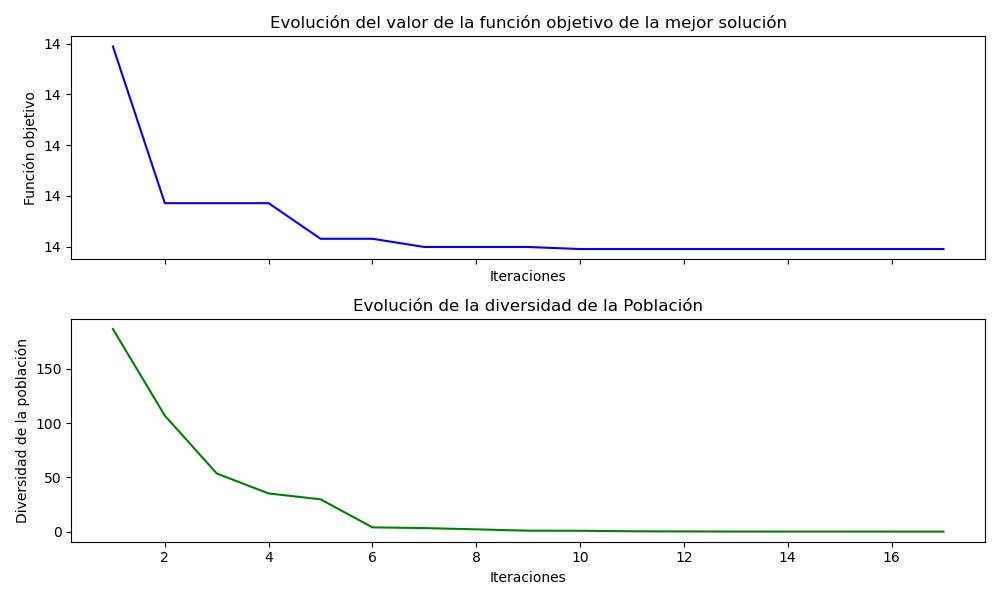 Evolución del valor de la función objetivo de la mejor solución
Función objetivo
14
14
14
14
14
Iteraciones
Evolución de la diversidad de la Población
Diversidad de la población
150
100
50
0
2 4 6 8 10 12 14 16
Iteraciones